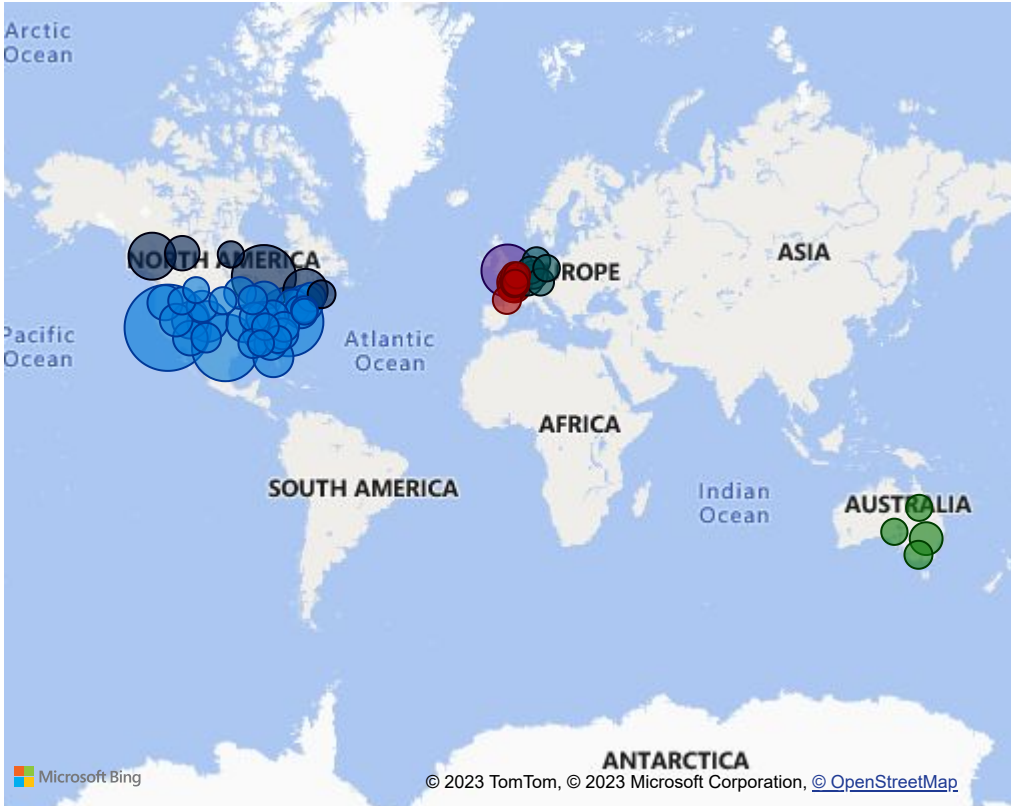 Arctic
Ocean
NORTH AMERICA
ROPE
ASIA
Pacific
Ocean
Atlantic
Ocean
AFRICA
SOUTH AMERICA
Indian
Ocean
AUSTRALIA
ANTARCTICA
Microsoft Bing
© 2023 TomTom, © 2023 Microsoft Corporation, © OpenStreetMap